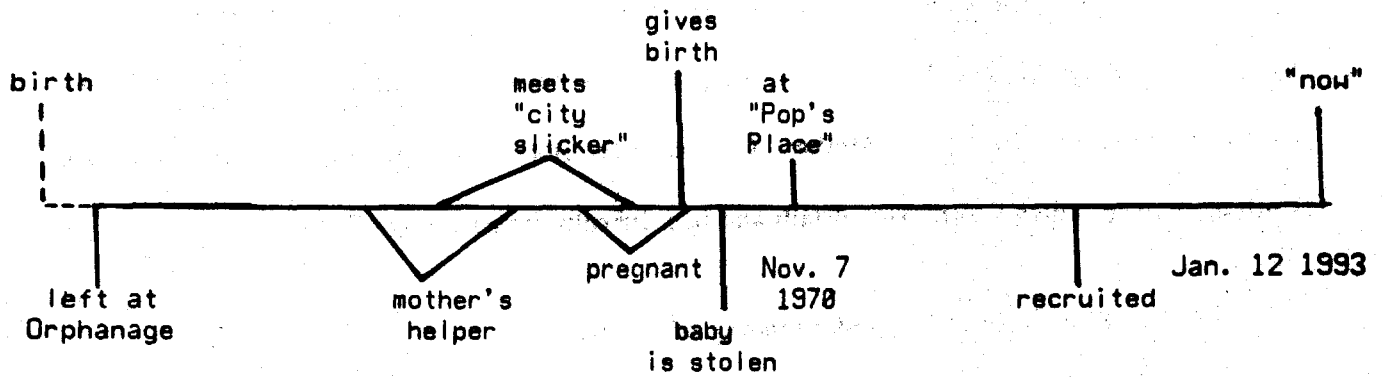 gives
birth
birth
meets
"city
slicker"
at
"Pop's
Place"
"now"
pregnant
Nov. 7
1970
Jan. 12 1993
left at
Orphanage
mother's
helper
recruited
baby
is stolen